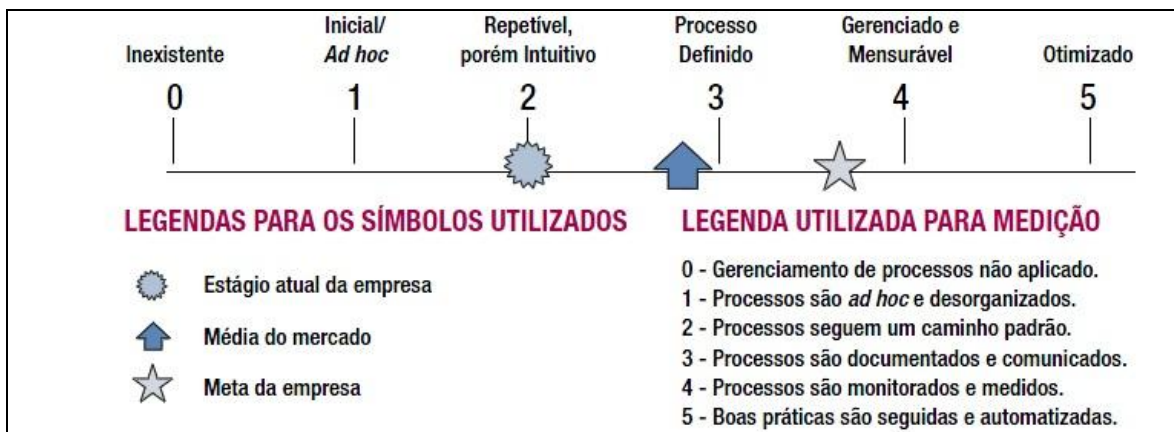 Inexistente
Inicial/
Ad hoc
Repetível,
porém Intuitivo
Processo
Definido
Gerenciado e
Mensurável
Otimizado
0 1 2 3 4 5
LEGENDAS PARA OS SÍMBOLOS UTILIZADOS
Estágio atual da empresa
Média do mercado
Meta da empresa
LEGENDA UTILIZADA PARA MEDIÇÃO
0 - Gerenciamento de processos não aplicado.
1 - Processos são ad hoc e desorganizados.
2 - Processos seguem um caminho padrão.
3 - Processos são documentados e comunicados.
4 - Processos são monitorados e medidos.
5 - Boas práticas são seguidas e automatizadas.